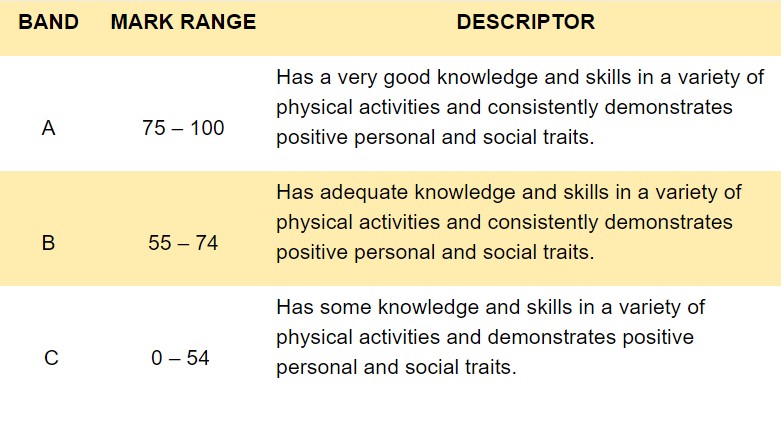 BAND MARK RANGE DESCRIPTOR
Has a very good knowledge and skills in a variety of
physical activities and consistently demonstrates
A 75 – 100
positive personal and social traits.
Has adequate knowledge and skills in a variety of
physical activities and consistently demonstrates
B 55 – 74
positive personal and social traits.
Has some knowledge and skills in a variety of
physical activities and demonstrates positive
C 0 – 54
personal and social traits.